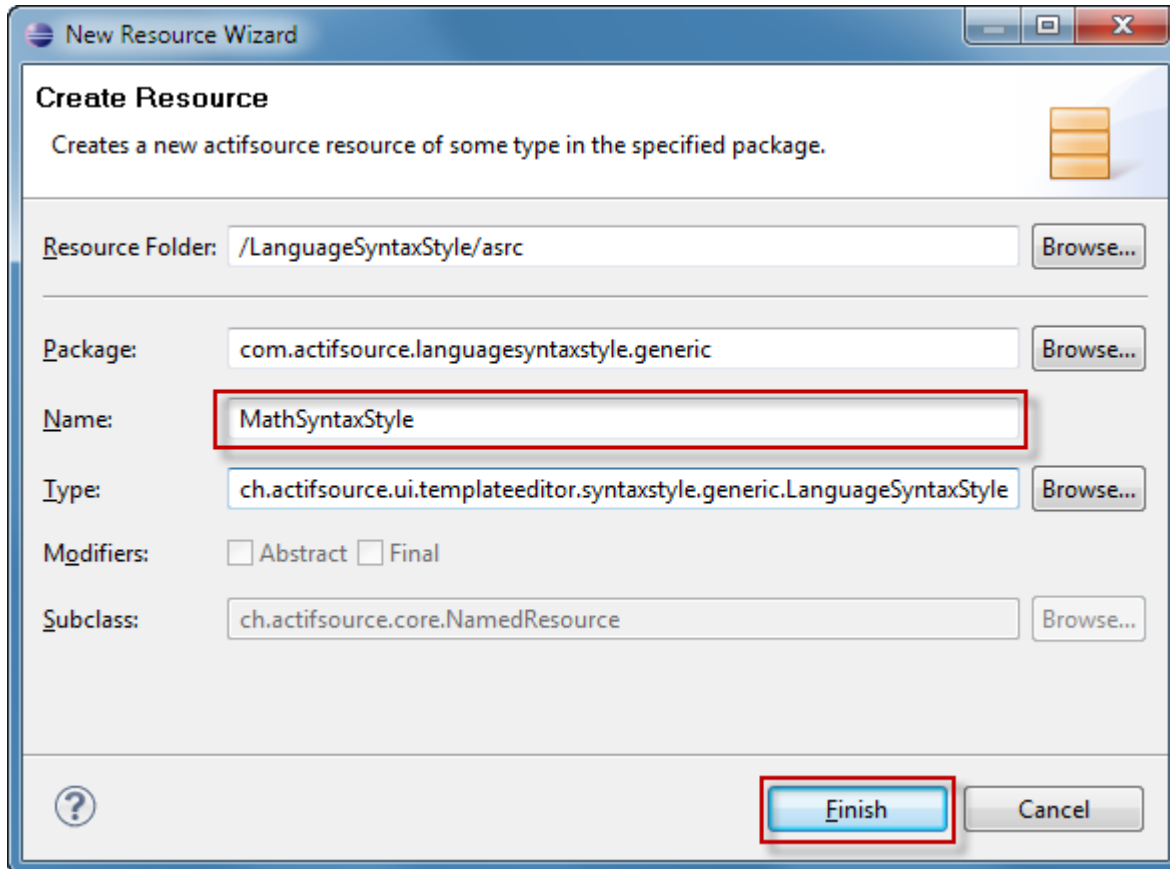 New Resource Wizard
Create Resource
Creates a new actifsource resource of some type in the specified package.
Resource Folder: /LanguageSyntaxStyle/asrc Browse...
Package: com.actifsource.languagesyntaxstyle.generic Browse...
Name: MathSyntaxStyle
Type: ch.actifsource.ui.templateeditor.syntaxstyle.generic.LanguageSyntaxStyle Browse...
Modifiers: Abstract Final
Subclass: ch.actifsource.core.NamedResource Browse...
? Finish Cancel